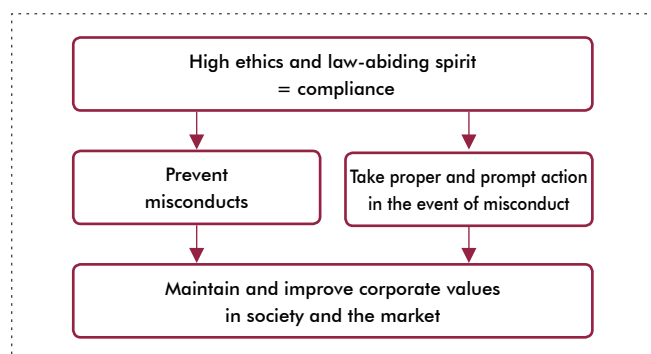 High ethics and law-abiding spirit
= compliance
Prevent
misconducts
Take proper and prompt action
in the event of misconduct
Maintain and improve corporate values
in society and the market